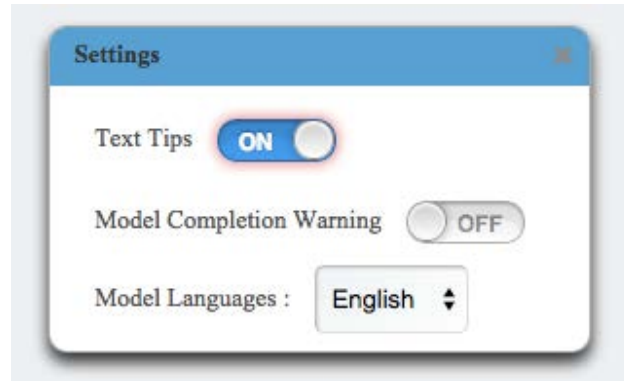 Settings
Text Tips ON
Model Completion Warning OFF
Model Languages : English